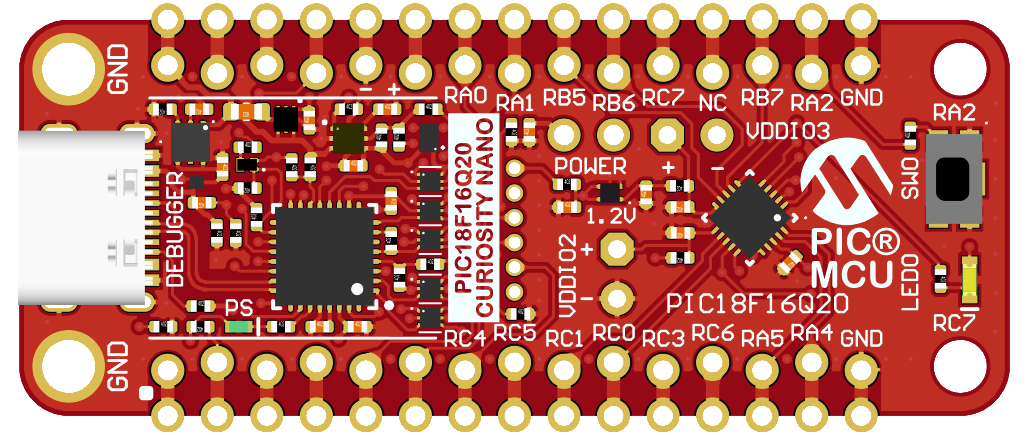 GND
- +
RA0
RA1
RB5
RB6
RC7
NC
RB7
RA2
GND
RA2
VDDIO3
POWER
+ -
1.2V
SW0
DEBUGGER
PIC18F16Q20
CURIOSITY NANO
VDDIO2
+
-
PIC®
MCU
PIC18F16Q20
LED0
RC7
PS
GND
RC4
RC5
RC1
RC0
RC3
RC6
RA5
RA4
GND